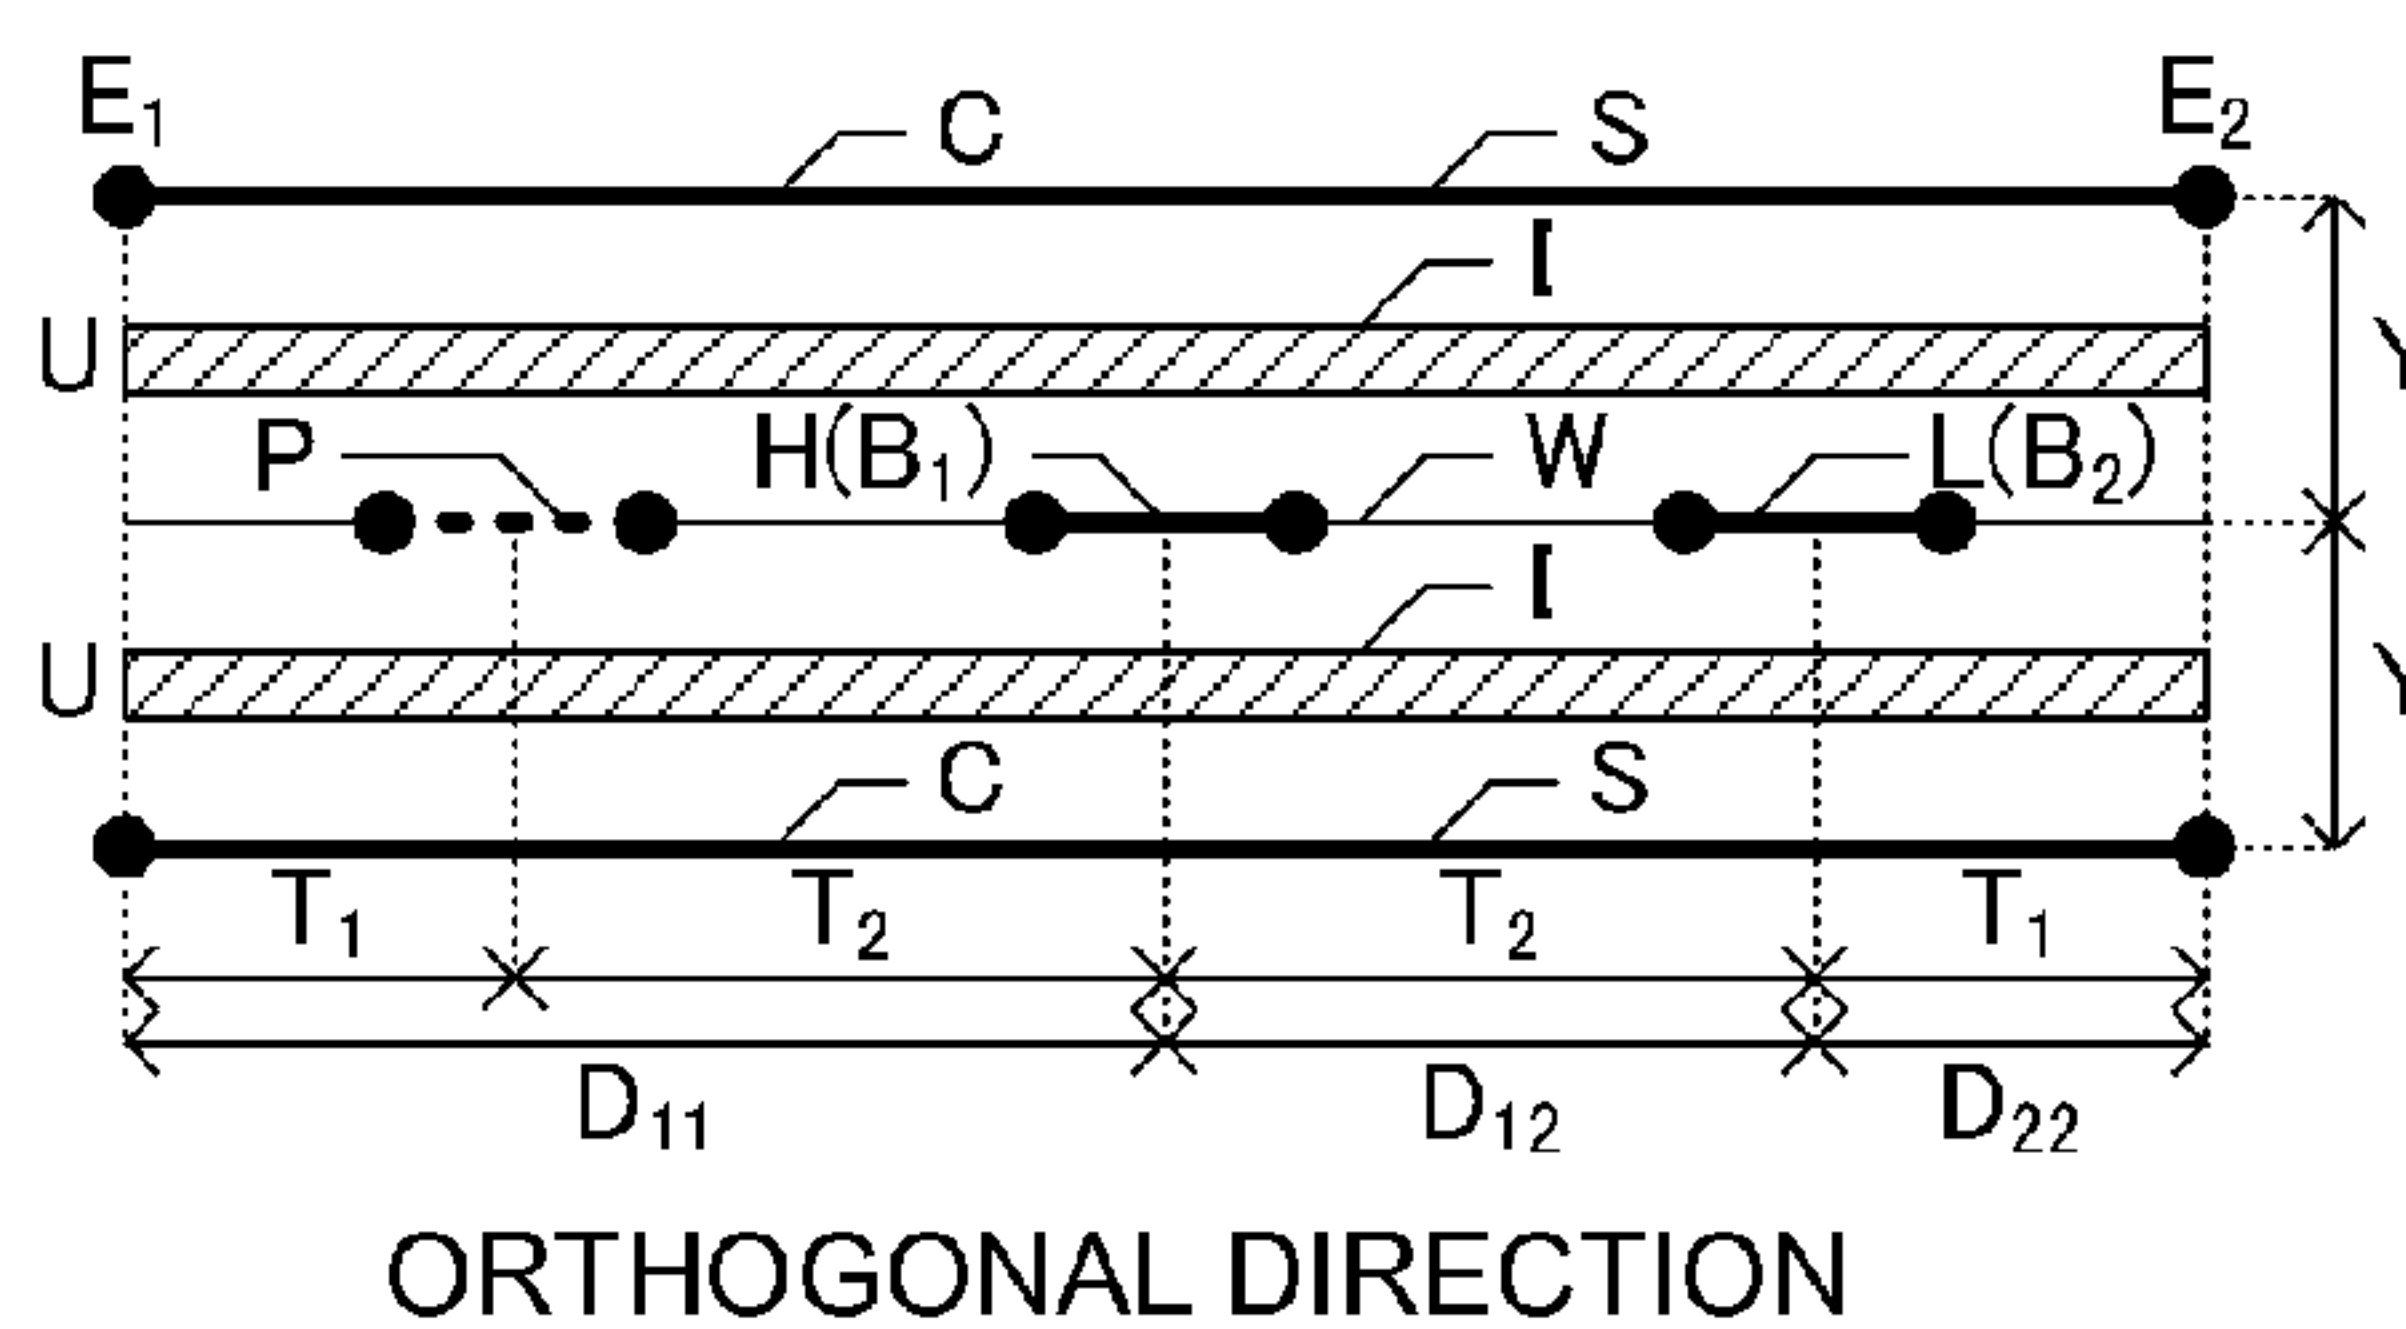 E₁ C S E₂
I
U Y
P H(B₁) W L(B₂)
I
U Y
C S
T₁ T₂ T₂ T₁
D₁₁ D₁₂ D₂₂
ORTHOGONAL DIRECTION